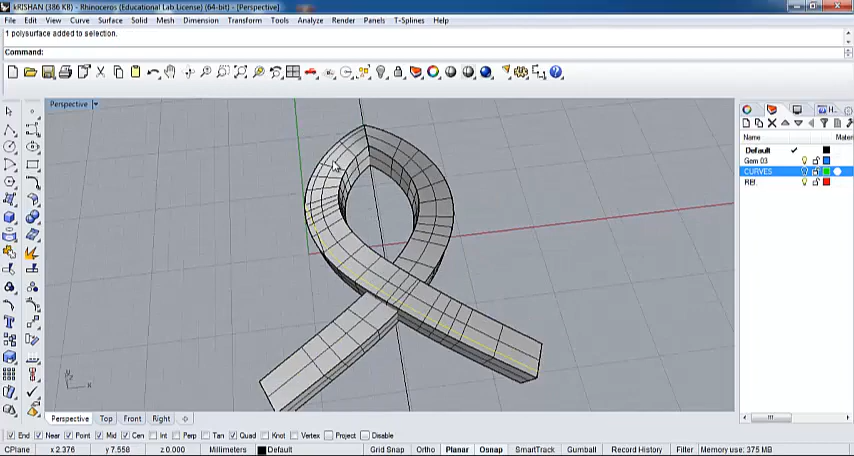 kRISHAN (386 KB) - Rhinoceros (Educational Lab License) (64-bit) - [Perspective]
File Edit View Curve Surface Solid Mesh Dimension Transform Tools Analyze Render Panels T-Splines Help
1 polysurface added to selection.
Command:
Perspective
Name Mater
Default
Gem 03
CURVES
REF.
Perspective Top Front Right
End Near Point Mid Cen Int Perp Tan Quad Knot Vertex Project Disable
CPlane x 2.376 y 7.558 z 0.000 Millimeters Default Grid Snap Ortho Planar Osnap SmartTrack Gumball Record History Filter Memory use: 375 MB